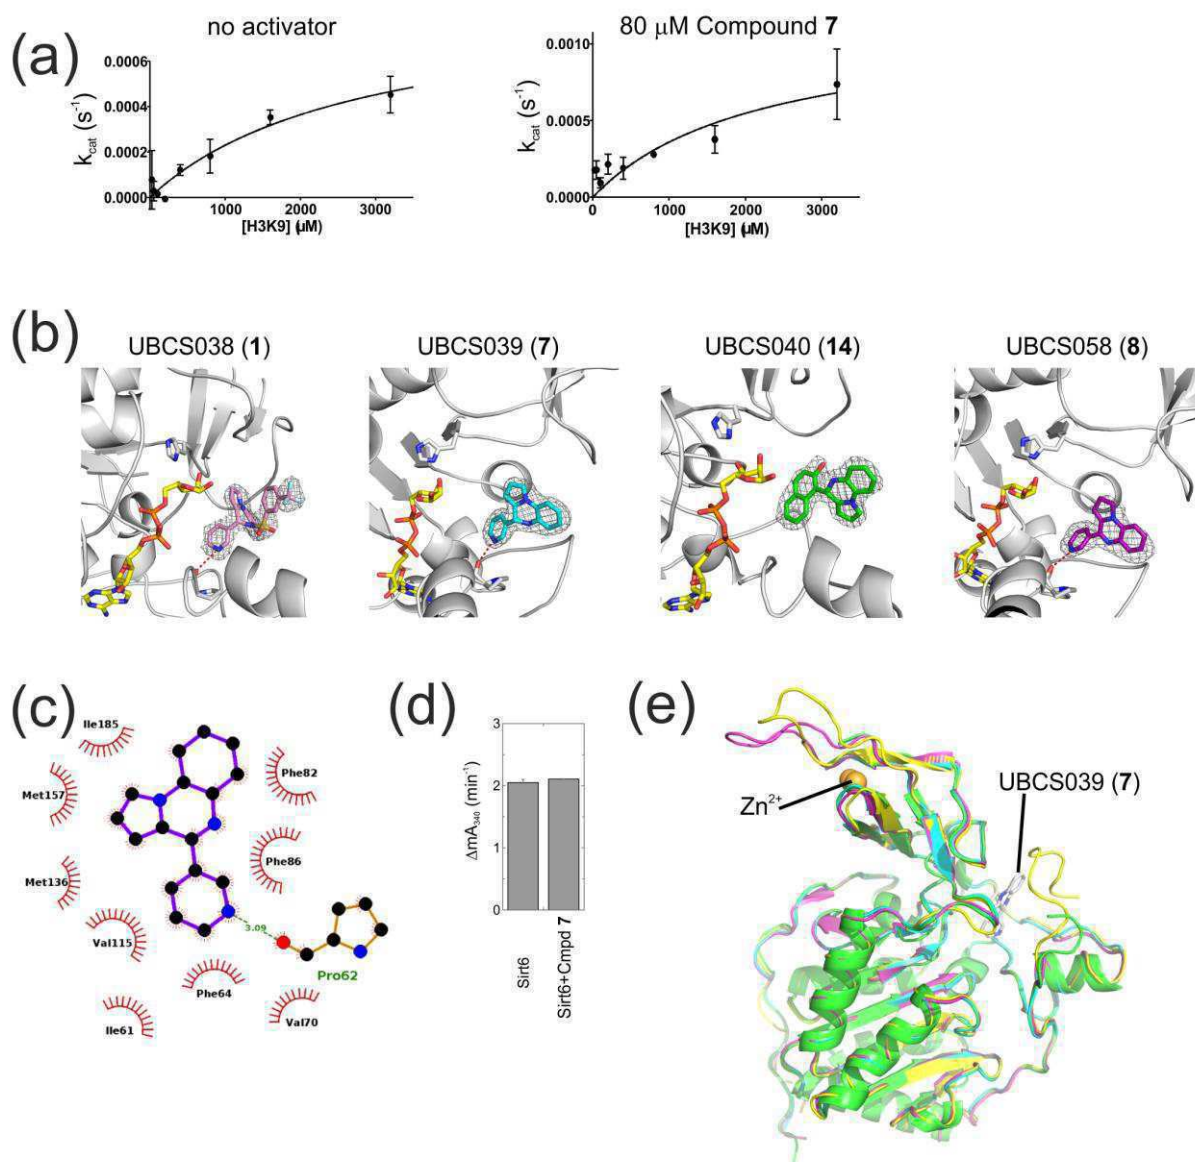 (a)
no activator
0.0006
0.0004
0.0002
0.0000
k_cat (s⁻¹)
1000
2000
3000
[H3K9] (µM)
80 µM Compound 7
0.0010
0.0005
0.0000
k_cat (s⁻¹)
0
1000
2000
3000
[H3K9] (µM)
(b)
UBCS038 (1)
UBCS039 (7)
UBCS040 (14)
UBCS058 (8)
(c)
Ile185
Phe82
Met157
Phe86
Met136
Val115
3.09
Pro62
Phe64
Ile61
Val70
(d)
3
2
1
0
ΔmA₃₄₀ (min⁻¹)
Sirt6
Sirt6+Cmpd 7
(e)
Zn²⁺
UBCS039 (7)